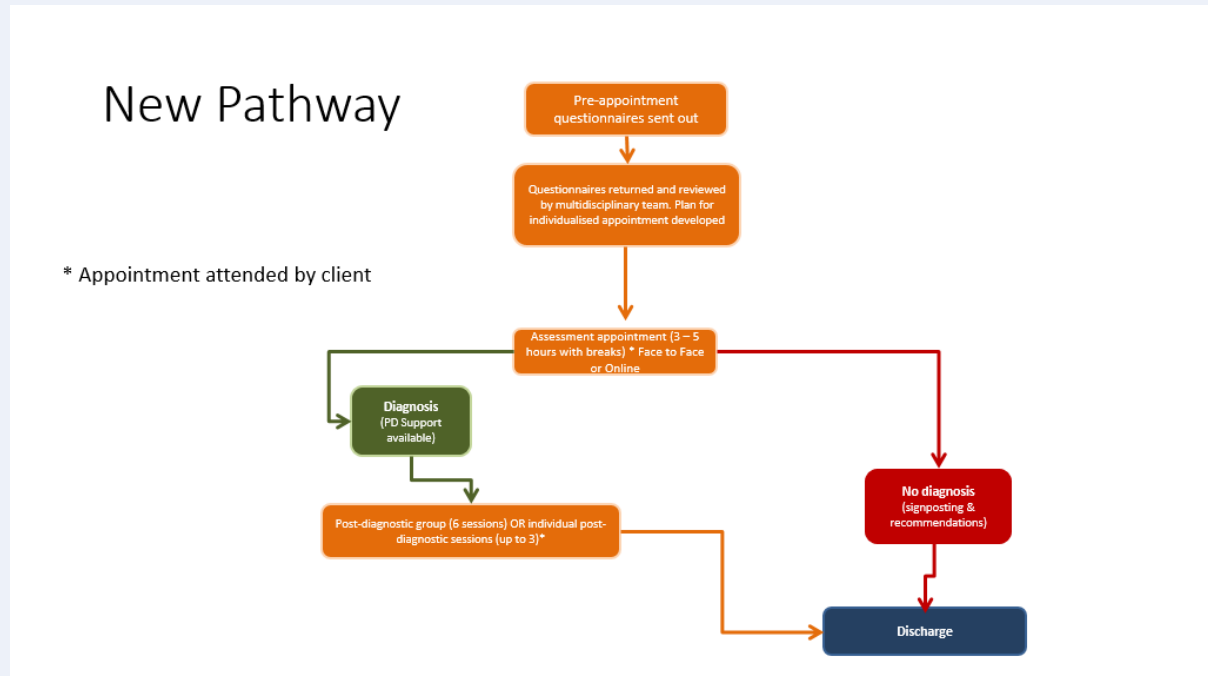 New Pathway
Pre-appointment
questionnaires sent out
Questionnaires returned and reviewed
by multidisciplinary team. Plan for
individualised appointment developed
* Appointment attended by client
Assessment appointment (3 – 5
hours with breaks) * Face to Face
or Online
Diagnosis
(PD Support
available)
Post-diagnostic group (6 sessions) OR individual post-
diagnostic sessions (up to 3)*
No diagnosis
(signposting &
recommendations)
Discharge